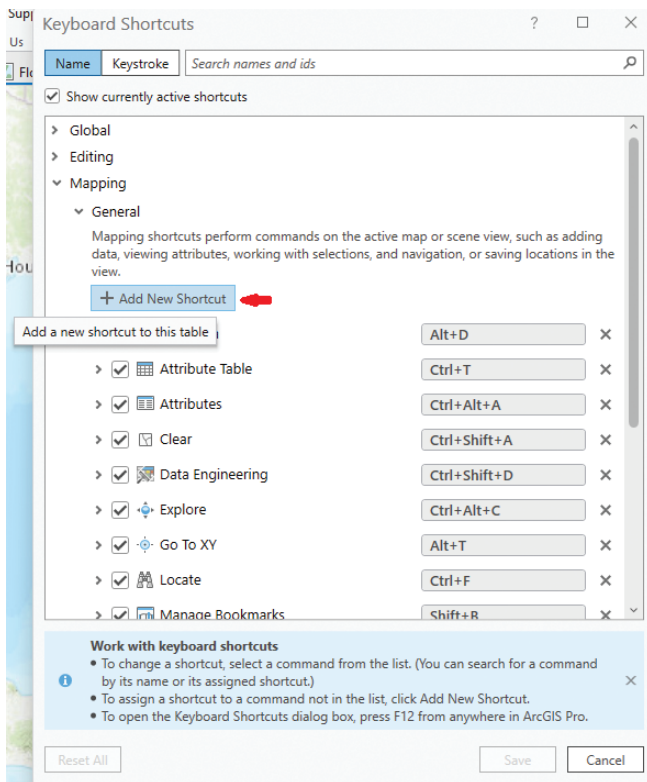 Supp
Us
Flo
Hou
Keyboard Shortcuts
?
Name Keystroke Search names and ids
Show currently active shortcuts
Global
Editing
Mapping
General
Mapping shortcuts perform commands on the active map or scene view, such as adding
data, viewing attributes, working with selections, and navigation, or saving locations in the
view.
+ Add New Shortcut
Add a new shortcut to this table
Alt+D
Attribute Table Ctrl+T
Attributes Ctrl+Alt+A
Clear Ctrl+Shift+A
Data Engineering Ctrl+Shift+D
Explore Ctrl+Alt+C
Go To XY Alt+T
Locate Ctrl+F
Manage Bookmarks Shift+B
Work with keyboard shortcuts
• To change a shortcut, select a command from the list. (You can search for a command
by its name or its assigned shortcut.)
• To assign a shortcut to a command not in the list, click Add New Shortcut.
• To open the Keyboard Shortcuts dialog box, press F12 from anywhere in ArcGIS Pro.
Reset All Save Cancel